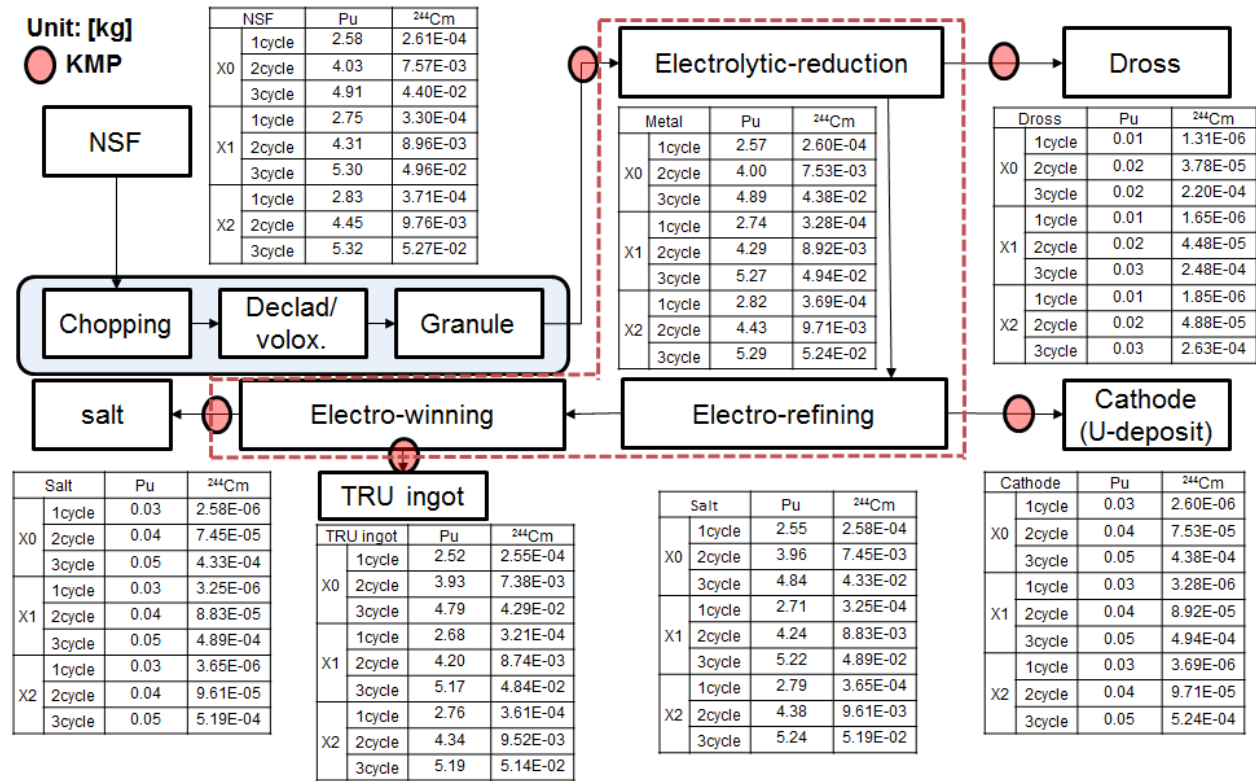 Unit: [kg]
KMP
NSF Pu ²⁴⁴Cm
X0 1cycle 2.58 2.61E-04
2cycle 4.03 7.57E-03
3cycle 4.91 4.40E-02
X1 1cycle 2.75 3.30E-04
2cycle 4.31 8.96E-03
3cycle 5.30 4.96E-02
X2 1cycle 2.83 3.71E-04
2cycle 4.45 9.76E-03
3cycle 5.32 5.27E-02
NSF
Electrolytic-reduction
Dross
Metal Pu ²⁴⁴Cm
X0 1cycle 2.57 2.60E-04
2cycle 4.00 7.53E-03
3cycle 4.89 4.38E-02
X1 1cycle 2.74 3.28E-04
2cycle 4.29 8.92E-03
3cycle 5.27 4.94E-02
X2 1cycle 2.82 3.69E-04
2cycle 4.43 9.71E-03
3cycle 5.29 5.24E-02
Dross Pu ²⁴⁴Cm
X0 1cycle 0.01 1.31E-06
2cycle 0.02 3.78E-05
3cycle 0.02 2.20E-04
X1 1cycle 0.01 1.65E-06
2cycle 0.02 4.48E-05
3cycle 0.03 2.48E-04
X2 1cycle 0.01 1.85E-06
2cycle 0.02 4.88E-05
3cycle 0.03 2.63E-04
Chopping
Declad/
volox.
Granule
salt
Electro-winning
Electro-refining
Cathode
(U-deposit)
TRU ingot
Salt Pu ²⁴⁴Cm
X0 1cycle 0.03 2.58E-06
2cycle 0.04 7.45E-05
3cycle 0.05 4.33E-04
X1 1cycle 0.03 3.25E-06
2cycle 0.04 8.83E-05
3cycle 0.05 4.89E-04
X2 1cycle 0.03 3.65E-06
2cycle 0.04 9.61E-05
3cycle 0.05 5.19E-04
TRU ingot Pu ²⁴⁴Cm
X0 1cycle 2.52 2.55E-04
2cycle 3.93 7.38E-03
3cycle 4.79 4.29E-02
X1 1cycle 2.68 3.21E-04
2cycle 4.20 8.74E-03
3cycle 5.17 4.84E-02
X2 1cycle 2.76 3.61E-04
2cycle 4.34 9.52E-03
3cycle 5.19 5.14E-02
Salt Pu ²⁴⁴Cm
X0 1cycle 2.55 2.58E-04
2cycle 3.96 7.45E-03
3cycle 4.84 4.33E-02
X1 1cycle 2.71 3.25E-04
2cycle 4.24 8.83E-03
3cycle 5.22 4.89E-02
X2 1cycle 2.79 3.65E-04
2cycle 4.38 9.61E-03
3cycle 5.24 5.19E-02
Cathode Pu ²⁴⁴Cm
X0 1cycle 0.03 2.60E-06
2cycle 0.04 7.53E-05
3cycle 0.05 4.38E-04
X1 1cycle 0.03 3.28E-06
2cycle 0.04 8.92E-05
3cycle 0.05 4.94E-04
X2 1cycle 0.03 3.69E-06
2cycle 0.04 9.71E-05
3cycle 0.05 5.24E-04